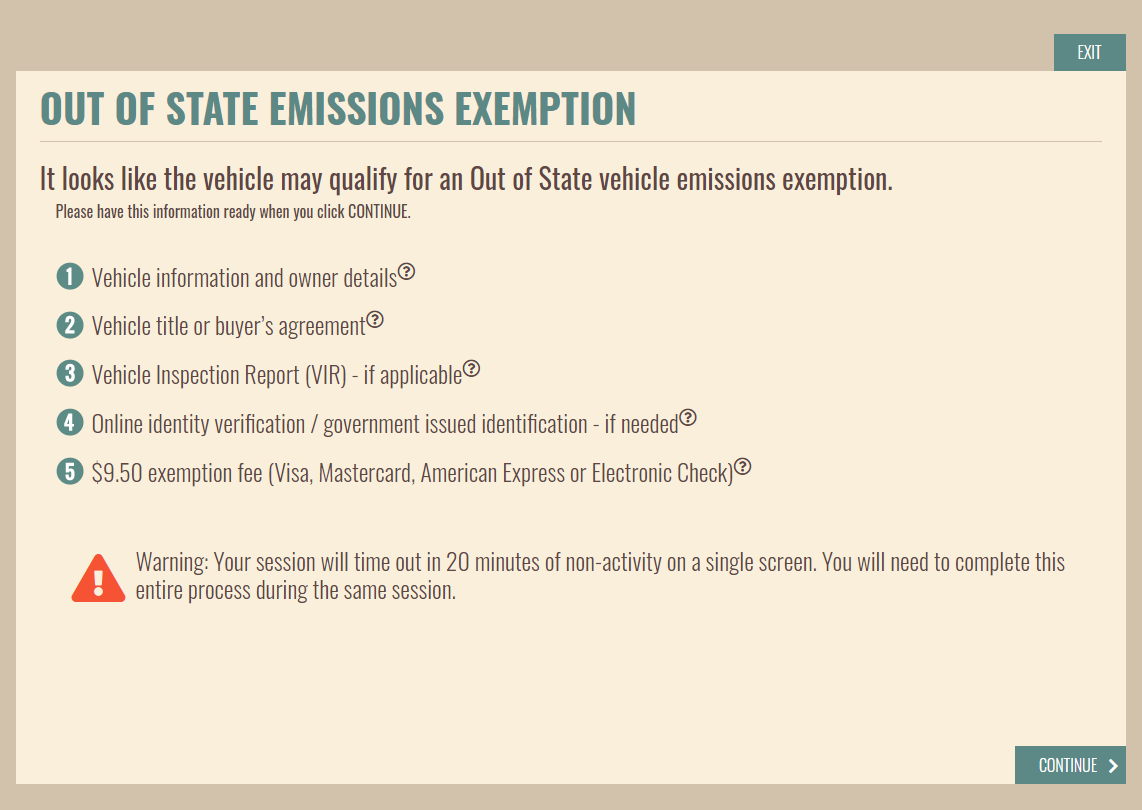 EXIT
OUT OF STATE EMISSIONS EXEMPTION
It looks like the vehicle may qualify for an Out of State vehicle emissions exemption.
Please have this information ready when you click CONTINUE.
1 Vehicle information and owner details?
2 Vehicle title or buyer’s agreement?
3 Vehicle Inspection Report (VIR) - if applicable?
4 Online identity verification / government issued identification - if needed?
5 $9.50 exemption fee (Visa, Mastercard, American Express or Electronic Check)?
Warning: Your session will time out in 20 minutes of non-activity on a single screen. You will need to complete this
entire process during the same session.
CONTINUE